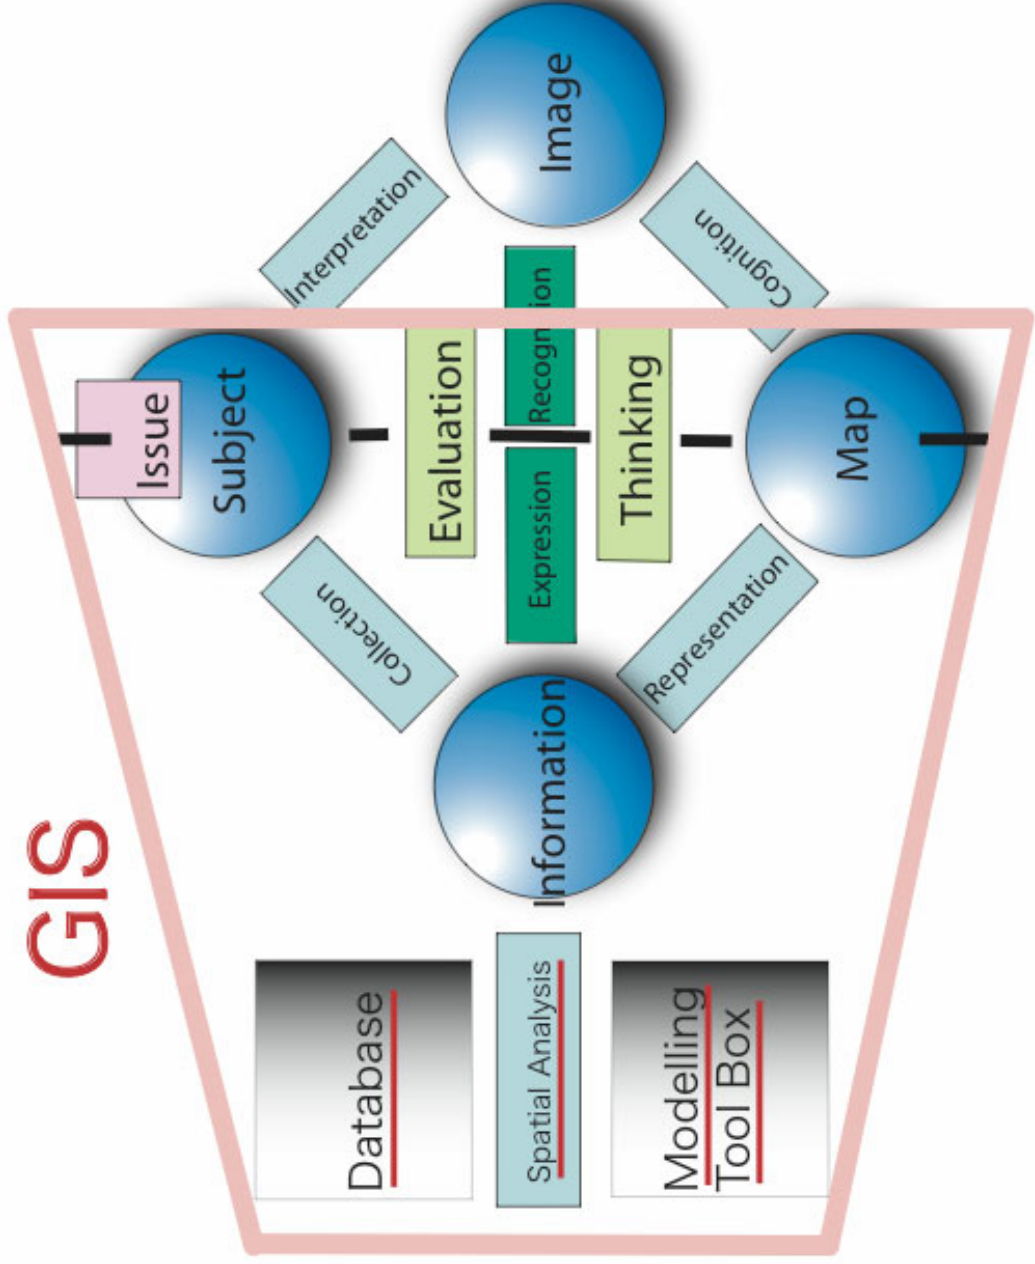 GIS
Issue
Subject
Collection
Interpretation
Database
Evaluation
Spatial Analysis
Information
Expression
Recognition
Image
Thinking
Modelling
Tool Box
Representation
Cognition
Map